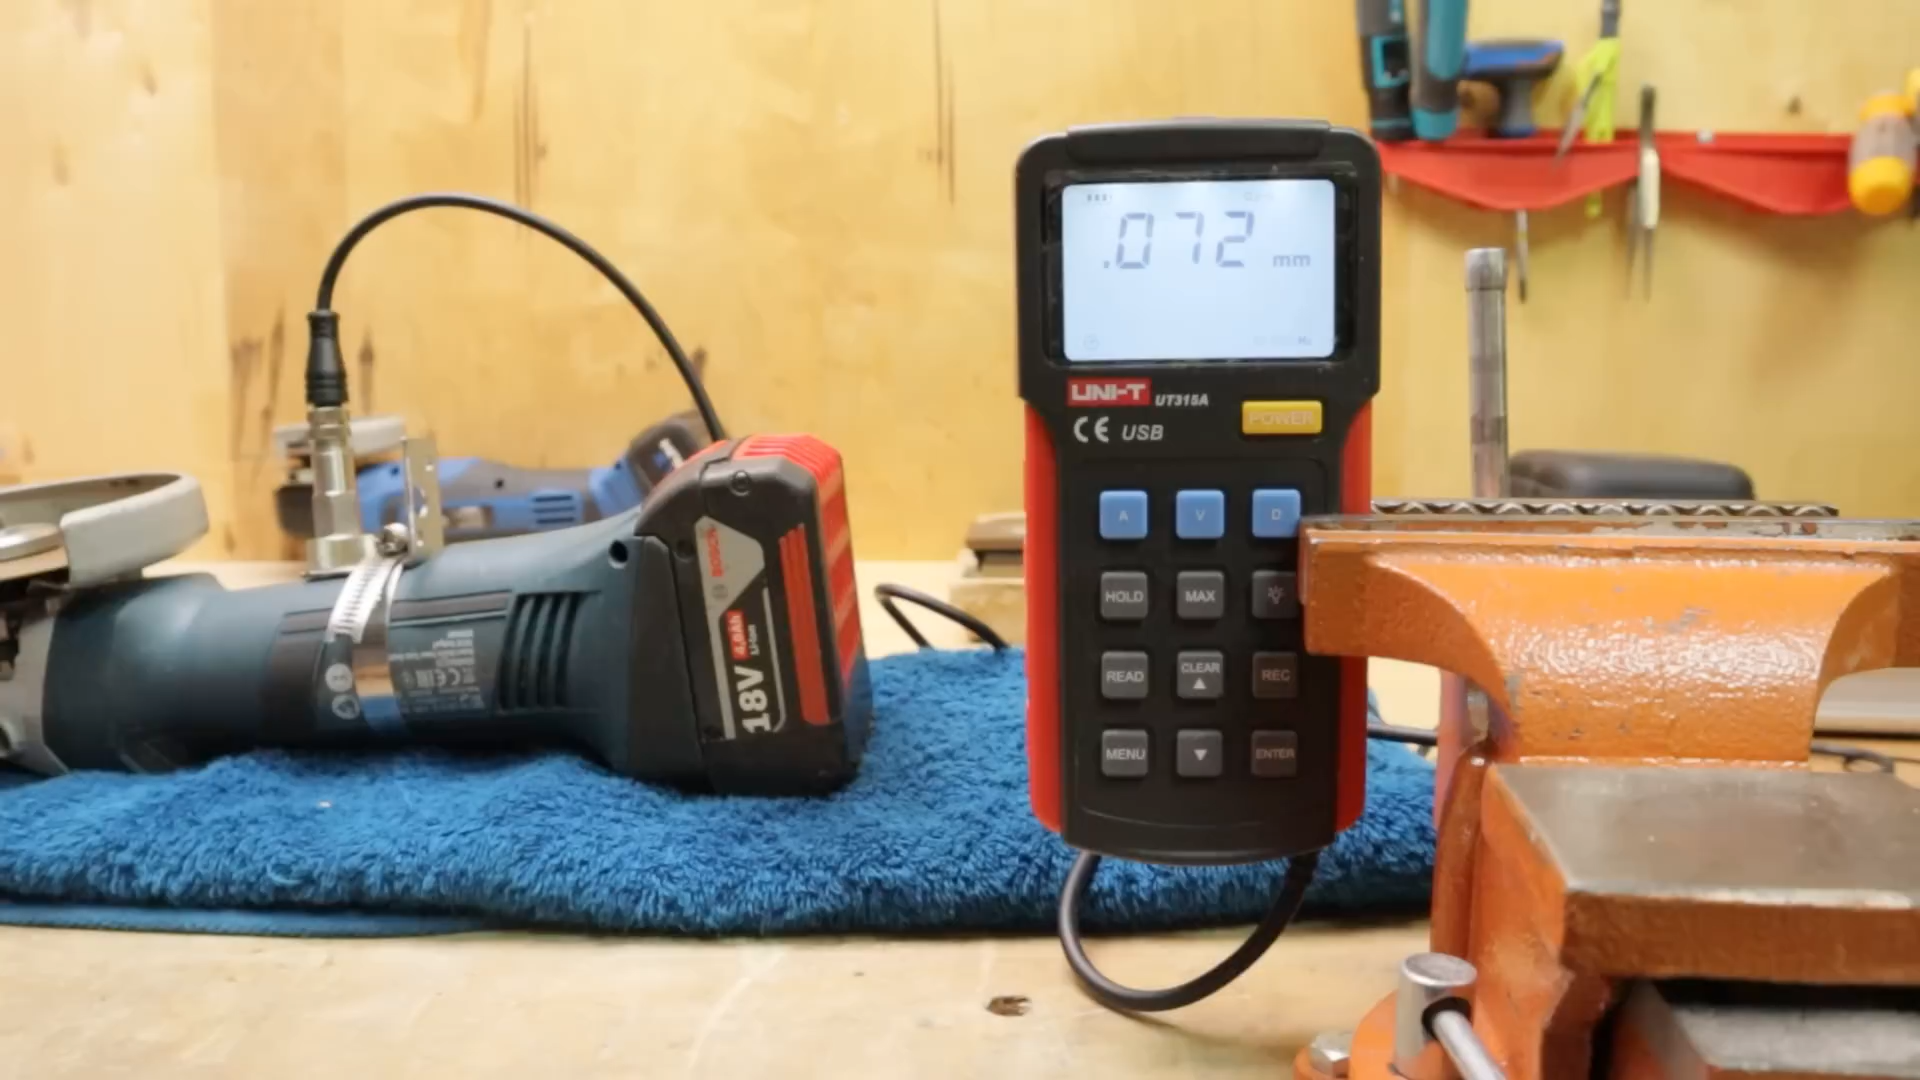 .072 mm
UNI-T UT315A
CE USB
POWER
A V D
HOLD MAX
READ CLEAR REC
MENU ENTER
BOSCH
18V 4.0Ah
Li-Ion